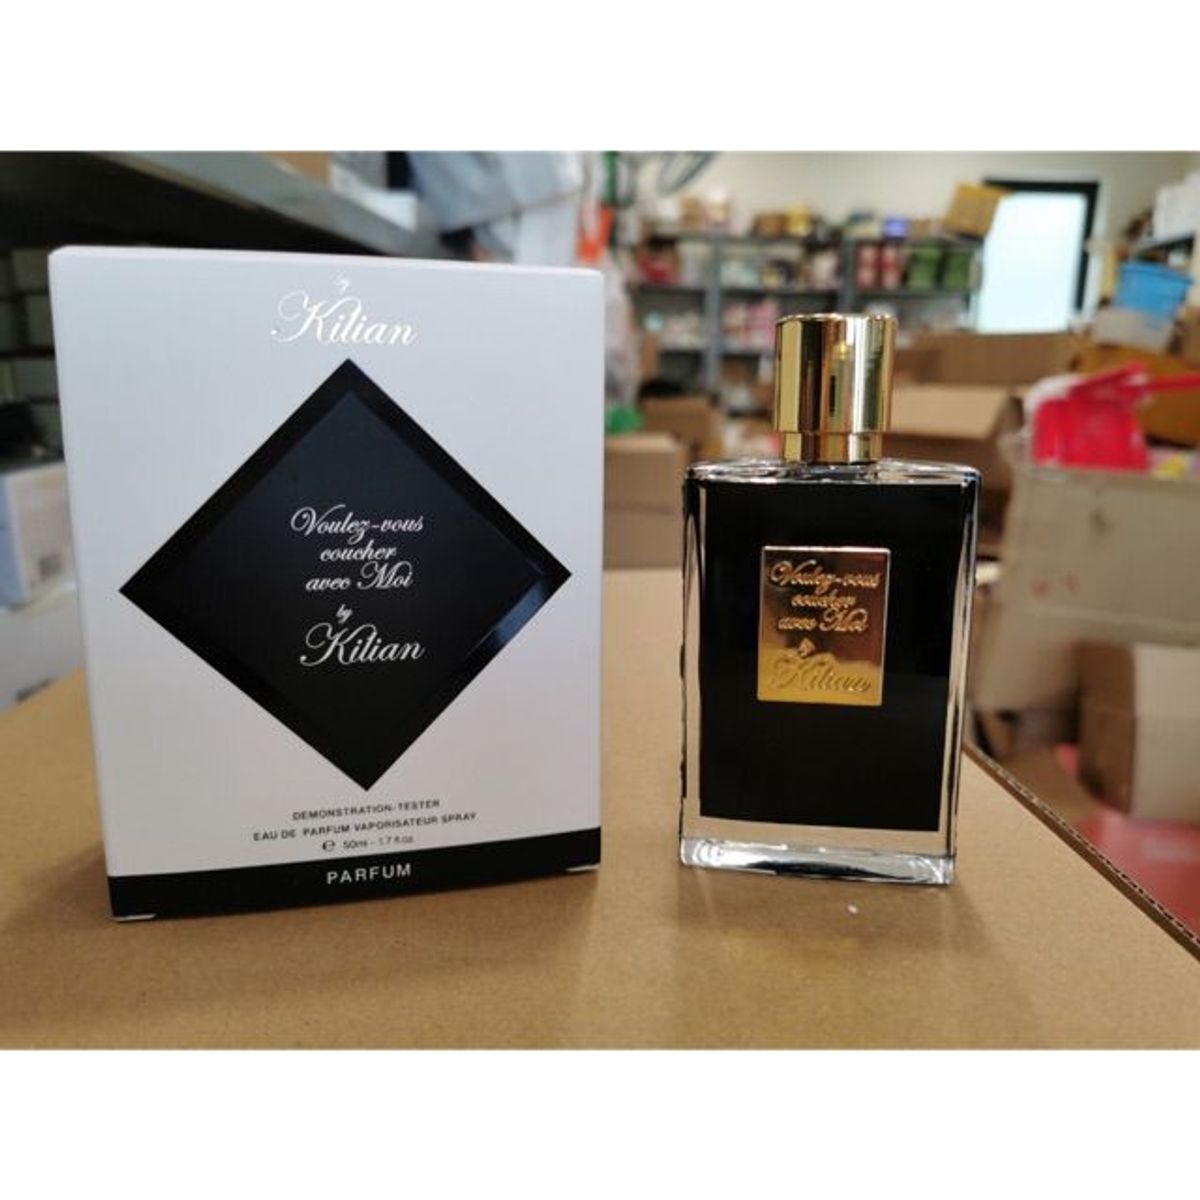 by
Kilian
Voulez-vous
coucher
avec Moi
by
Kilian
DEMONSTRATION-TESTER
EAU DE PARFUM VAPORISATEUR SPRAY
℮ 50ml - 1.7 fl.oz.
PARFUM
Voulez-vous
coucher
avec Moi
by
Kilian